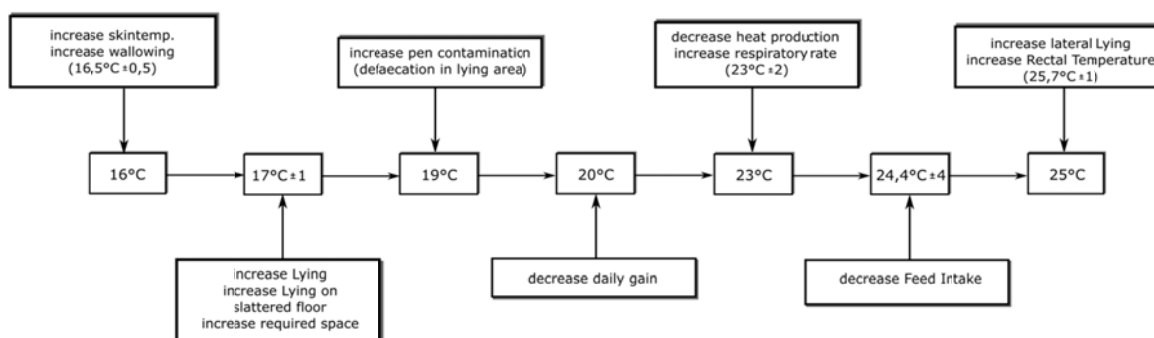 increase skintemp.
increase wallowing
(16,5°C ±0,5)
increase pen contamination
(delaecation in lying area)
decrease heat production
increase respiratory rate
(23°C ±2)
increase lateral Lying
increase Rectal Temperature
(25,7°C ±1)
16°C
17°C ±1
19°C
20°C
23°C
24,4°C ±4
25°C
increase Lying
increase Lying on
slattered floor
increase required space
decrease daily gain
decrease Feed Intake